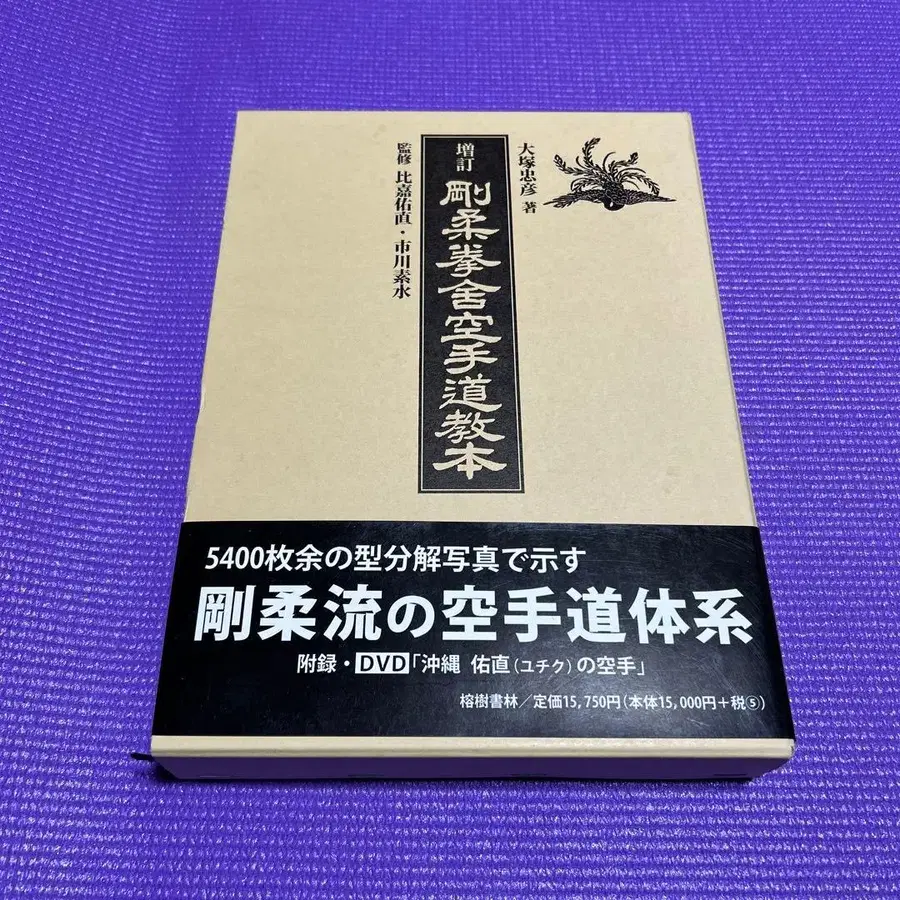 大塚忠彦 著
増訂 剛柔拳舎空手道教本
監修 比嘉佑直・市川素水
5400枚余の型分解写真で示す
剛柔流の空手道体系
附録・DVD「沖縄 佑直（ユチク）の空手」
榕樹書林／定価15,750円（本体15,000円＋税⑤）